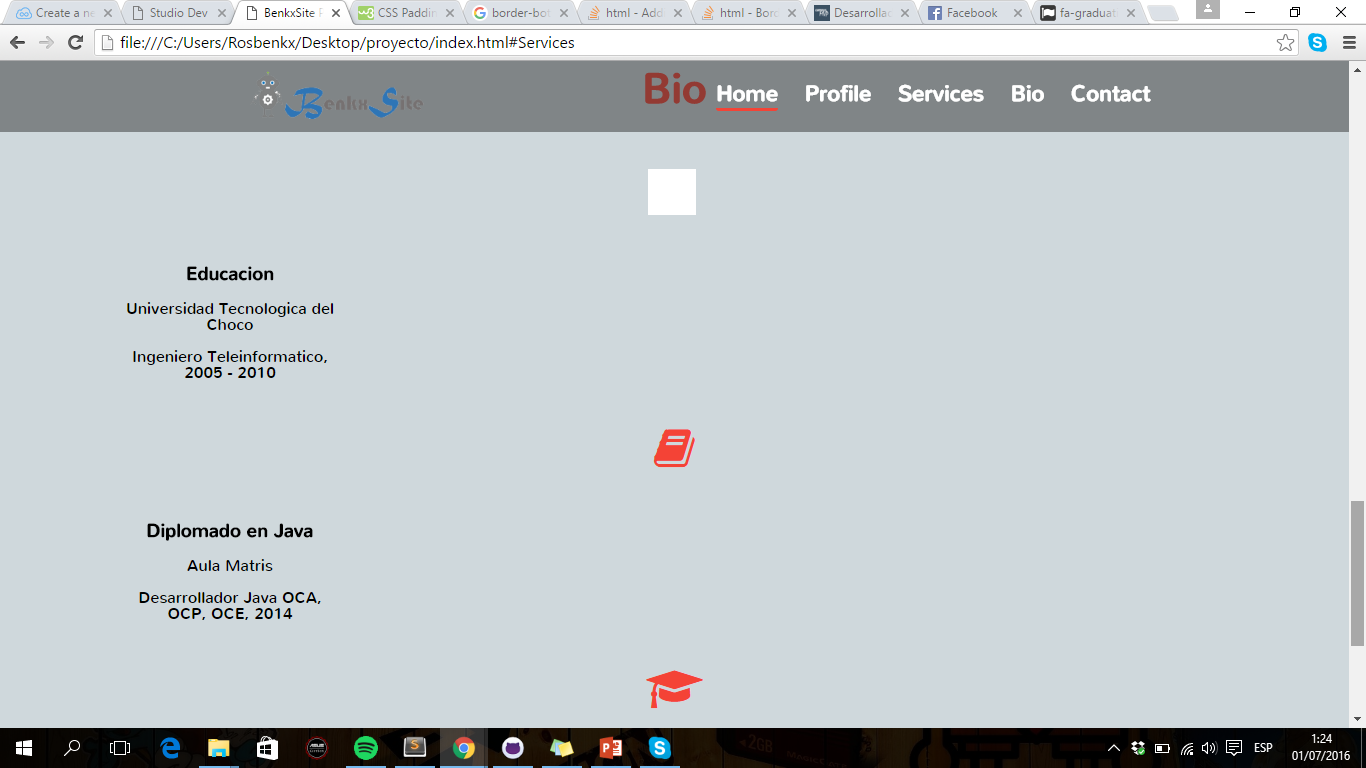 Create a ne
Studio Dev
BenkxSite P
CSS Paddin
border-bot
html - Add
html - Bord
Desarrollad
Facebook
fa-graduat
file:///C:/Users/Rosbenkx/Desktop/proyecto/index.html#Services
BenkxSite
Bio
Home Profile Services Bio Contact
Educacion
Universidad Tecnologica del
Choco
Ingeniero Teleinformatico,
2005 - 2010
Diplomado en Java
Aula Matris
Desarrollador Java OCA,
OCP, OCE, 2014
2GB
ESP
1:24
01/07/2016